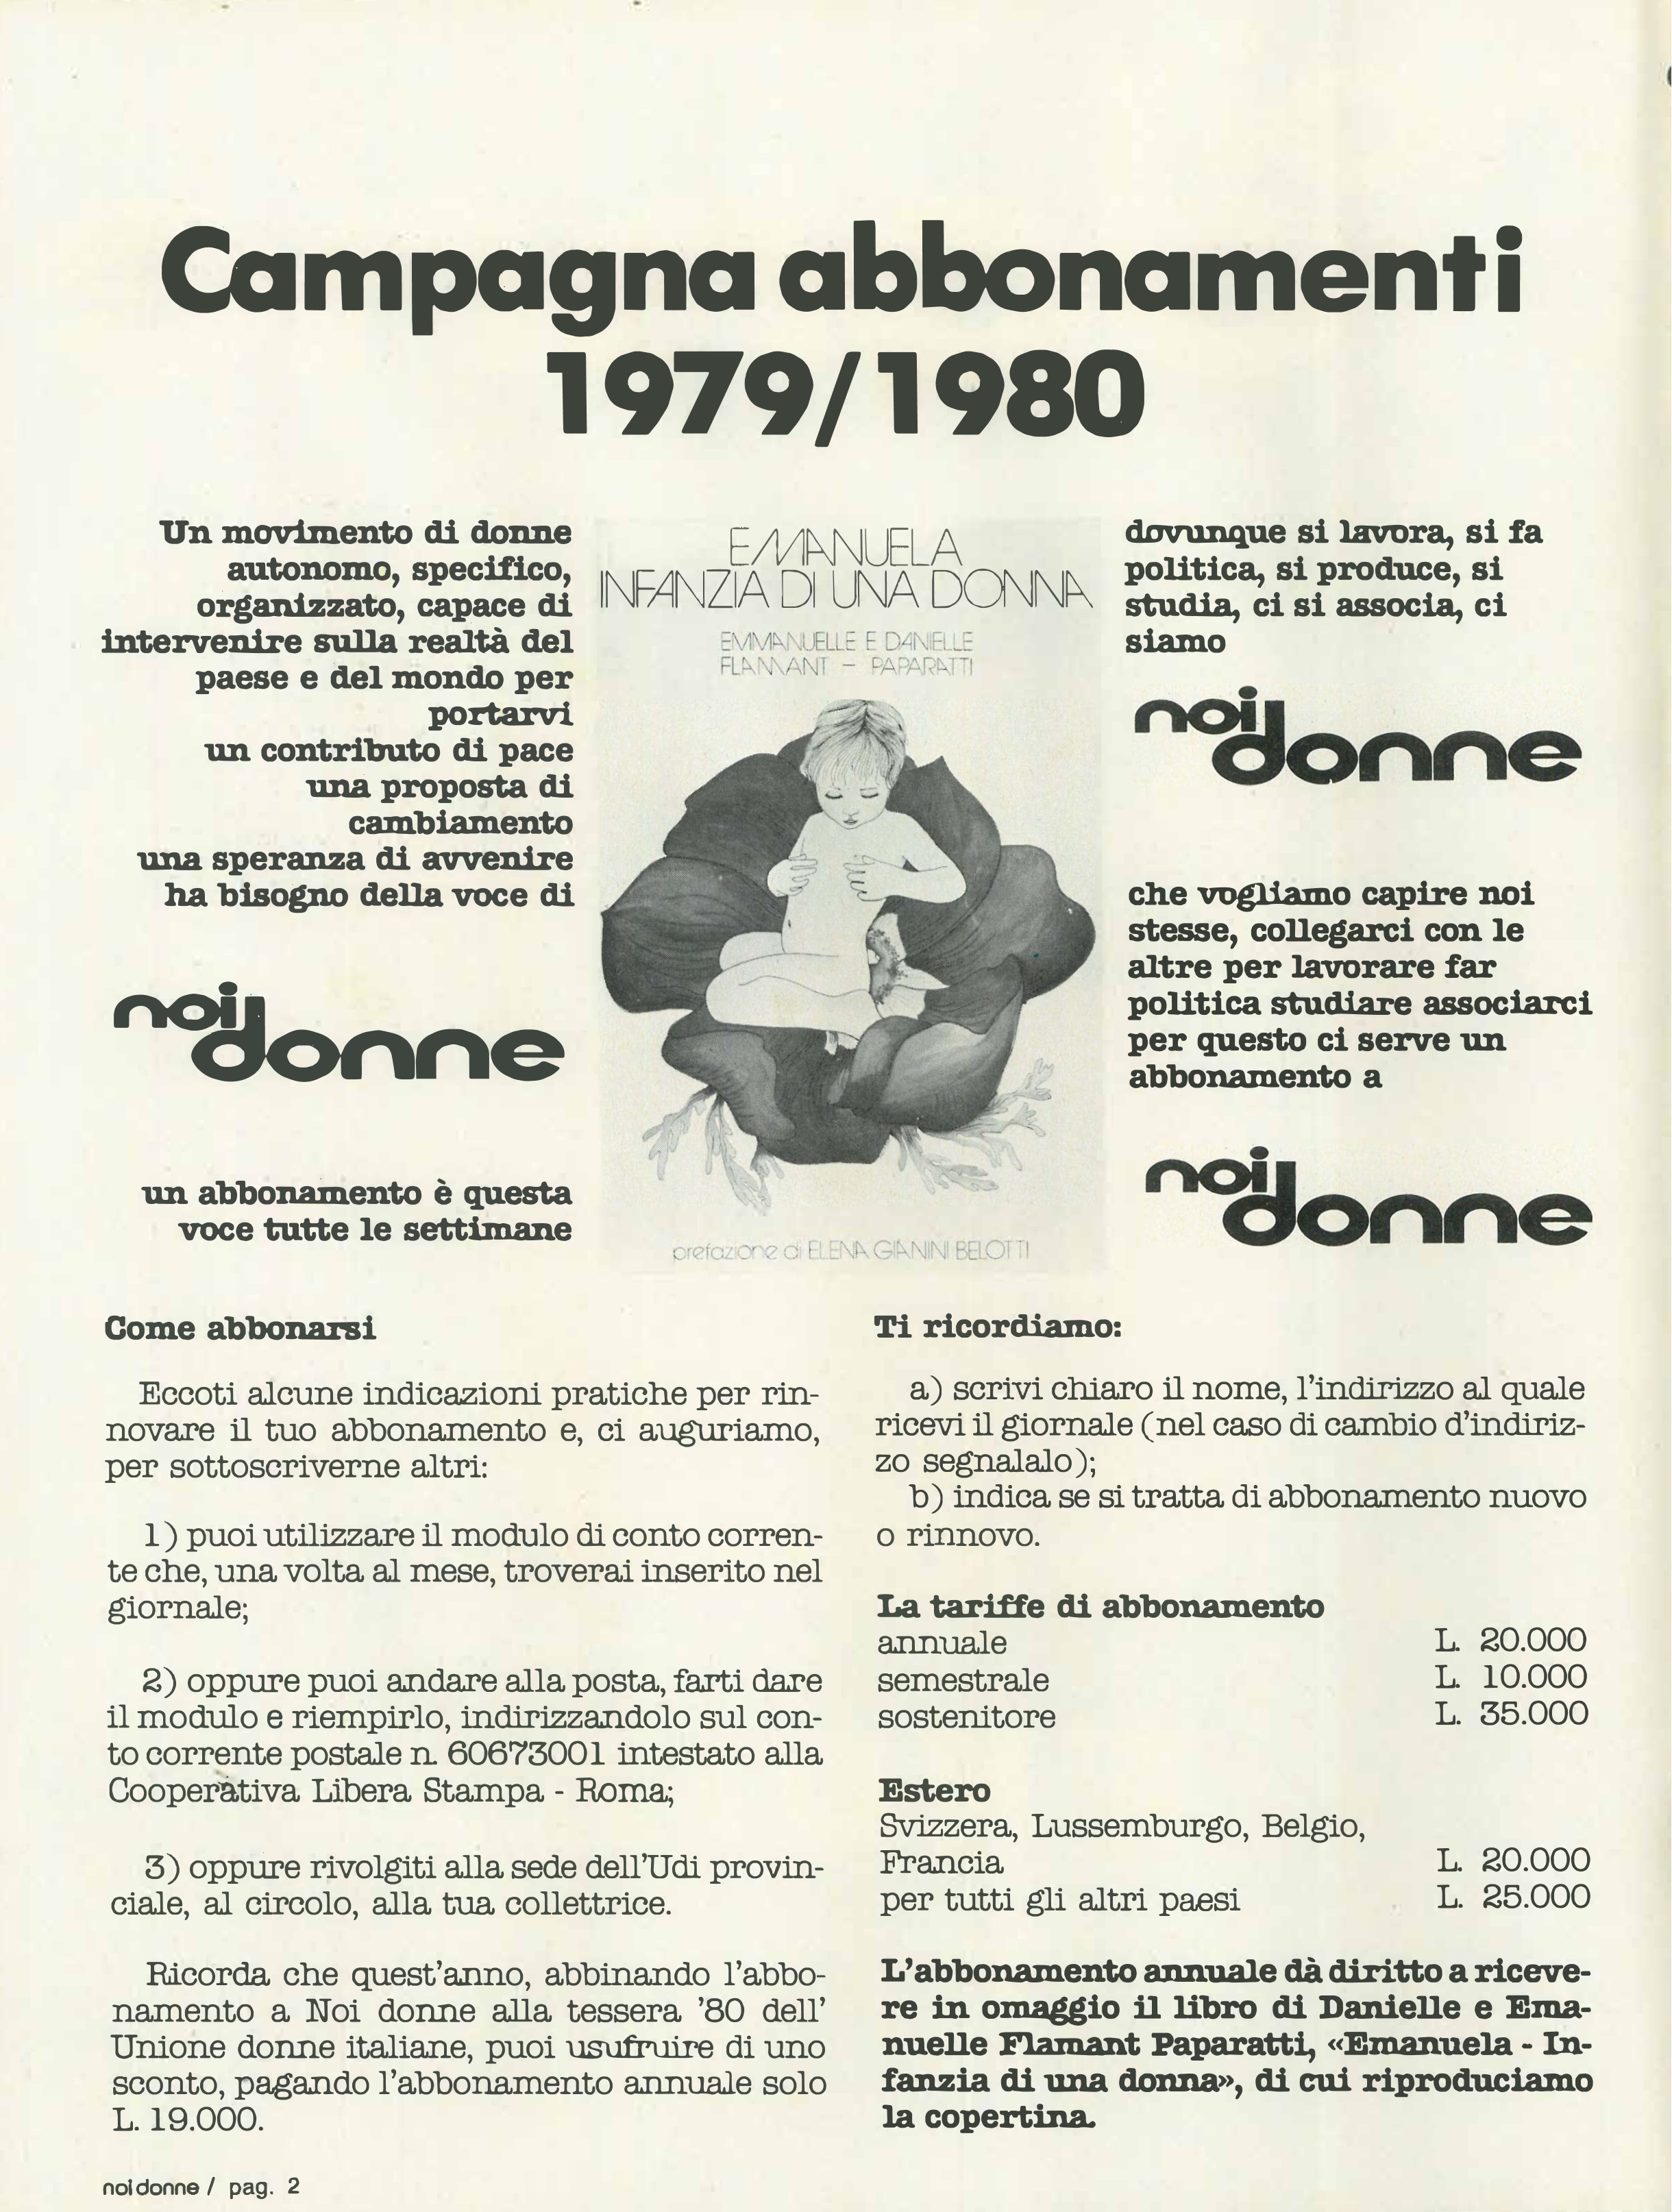 Campagna abbonamenti
1979/1980
Un movimento di donne
autonomo, specifico,
organizzato, capace di
intervenire sulla realtà del
paese e del mondo per
portarvi
un contributo di pace
una proposta di
cambiamento
una speranza di avvenire
ha bisogno della voce di
noi
donne
un abbonamento è questa
voce tutte le settimane
EMANUELA
INFANZIA DI UNA DONNA
EMMANUELLE E DANIELLE
FLAMANT - PAPARATTI
prefazione di ELENA GIANINI BELOTTI
dovunque si lavora, si fa
politica, si produce, si
studia, ci si associa, ci
siamo
noi
donne
che vogliamo capire noi
stesse, collegarci con le
altre per lavorare far
politica studiare associarci
per questo ci serve un
abbonamento a
noi
donne
Come abbonarsi
Eccoti alcune indicazioni pratiche per rin-
novare il tuo abbonamento e, ci auguriamo,
per sottoscriverne altri:
1) puoi utilizzare il modulo di conto corren-
te che, una volta al mese, troverai inserito nel
giornale;
2) oppure puoi andare alla posta, farti dare
il modulo e riempirlo, indirizzandolo sul con-
to corrente postale n. 60673001 intestato alla
Cooperativa Libera Stampa - Roma;
3) oppure rivolgiti alla sede dell'Udi provin-
ciale, al circolo, alla tua collettrice.
Ricorda che quest'anno, abbinando l'abbo-
namento a Noi donne alla tessera '80 dell'
Unione donne italiane, puoi usufruire di uno
sconto, pagando l'abbonamento annuale solo
L. 19.000.
Ti ricordiamo:
a) scrivi chiaro il nome, l'indirizzo al quale
ricevi il giornale (nel caso di cambio d'indiriz-
zo segnalalo);
b) indica se si tratta di abbonamento nuovo
o rinnovo.
La tariffe di abbonamento
annuale L. 20.000
semestrale L. 10.000
sostenitore L. 35.000
Estero
Svizzera, Lussemburgo, Belgio,
Francia L. 20.000
per tutti gli altri paesi L. 25.000
L'abbonamento annuale dà diritto a riceve-
re in omaggio il libro di Danielle e Ema-
nuelle Flamant Paparatti, «Emanuela - In-
fanzia di una donna», di cui riproduciamo
la copertina.
noi donne / pag. 2